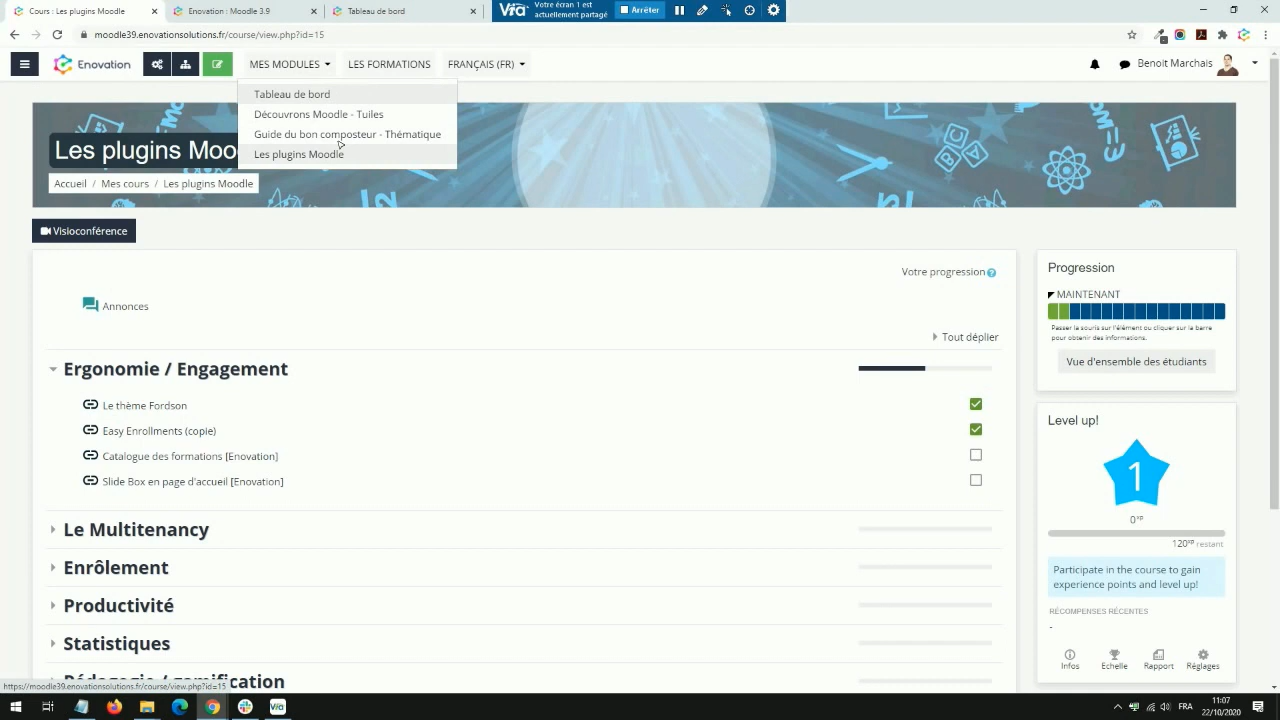 Cours : Les plugins Moodle
Enovation : Moodle 3.9
Tableau de bord
Vra
Votre écran 1 est
actuellement partagé
Arrêter
moodle39.enovationsolutions.fr/course/view.php?id=15
Enovation
MES MODULES
LES FORMATIONS
FRANÇAIS (FR)
Benoit Marchais
Tableau de bord
Découvrons Moodle - Tuiles
Guide du bon composteur - Thématique
Les plugins Moodle
Les plugins Moo
Accueil / Mes cours / Les plugins Moodle
Visioconférence
Votre progression
Annonces
Tout déplier
Ergonomie / Engagement
Le thème Fordson
Easy Enrollments (copie)
Catalogue des formations [Enovation]
Slide Box en page d'accueil [Enovation]
Le Multitenancy
Enrôlement
Productivité
Statistiques
Pédagogie / gamification
Progression
MAINTENANT
Passer la souris sur l'élément ou cliquer sur la barre
pour obtenir des informations.
Vue d'ensemble des étudiants
Level up!
1
0xp
120xp restant
Participate in the course to gain
experience points and level up!
RÉCOMPENSES RÉCENTES
-
Infos
Echelle
Rapport
Réglages
https://moodle39.enovationsolutions.fr/course/view.php?id=15
FRA
11:07
22/10/2020